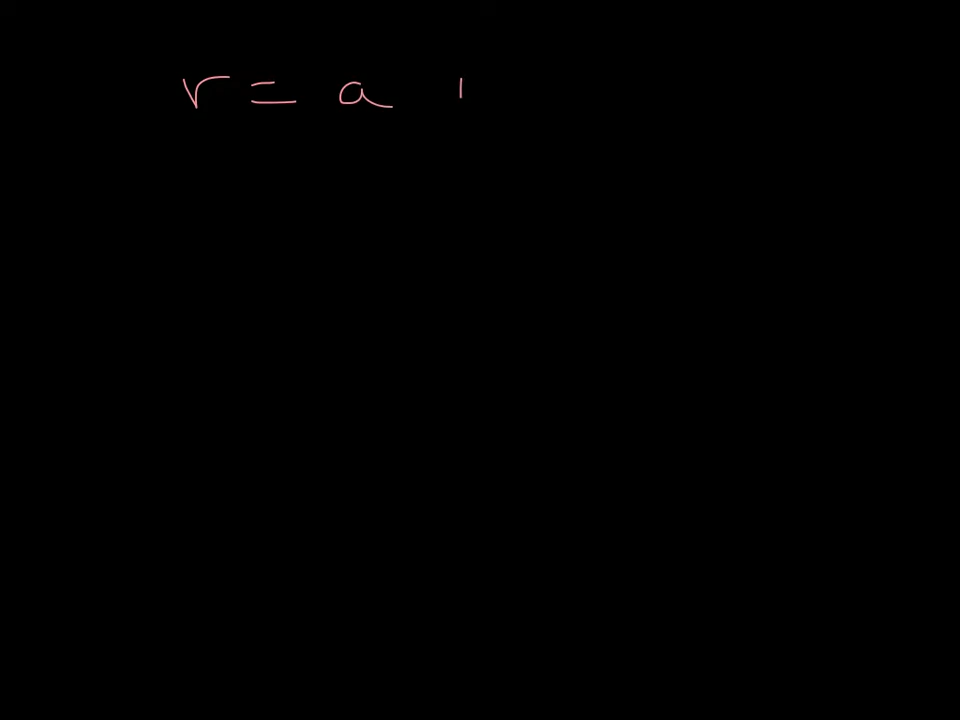 r = a